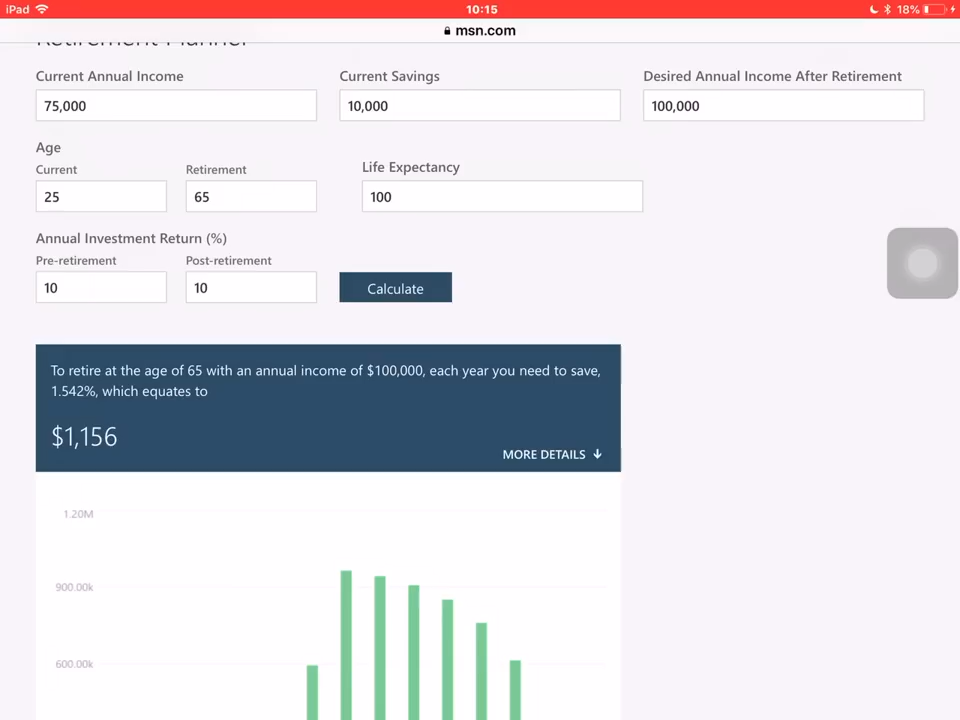 iPad 10:15 18%
msn.com
Retirement Planner
Current Annual Income Current Savings Desired Annual Income After Retirement
75,000 10,000 100,000
Age
Current Retirement Life Expectancy
25 65 100
Annual Investment Return (%)
Pre-retirement Post-retirement
10 10 Calculate
To retire at the age of 65 with an annual income of $100,000, each year you need to save,
1.542%, which equates to
$1,156
MORE DETAILS
1.20M
900.00k
600.00k